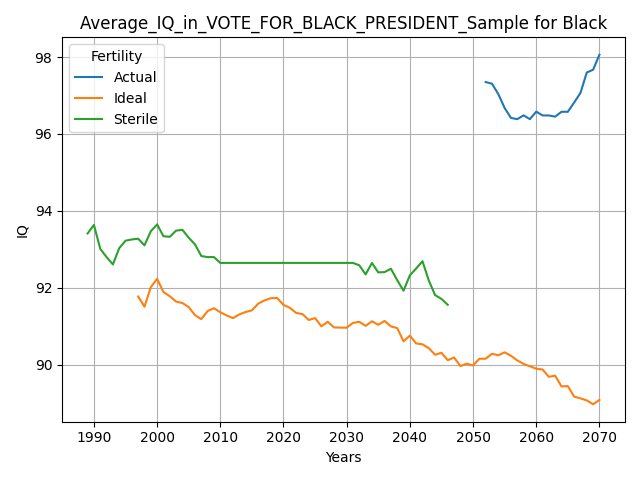 Average_IQ_in_VOTE_FOR_BLACK_PRESIDENT_Sample for Black
Fertility
Actual
Ideal
Sterile
98
96
94
92
90
IQ
1990 2000 2010 2020 2030 2040 2050 2060 2070
Years